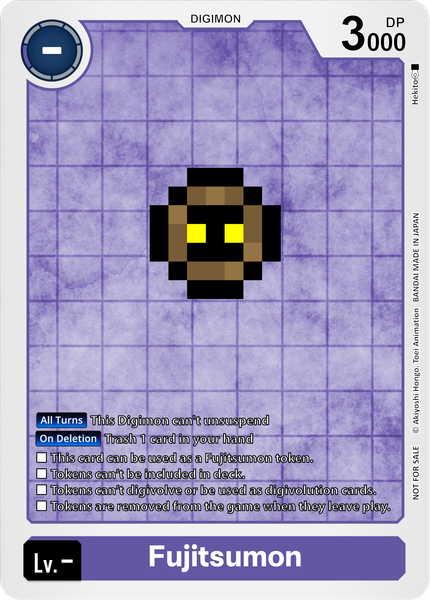 DIGIMON
-
3000
DP
Hekito
All Turns This Digimon can't unsuspend
On Deletion Trash 1 card in your hand
This card can be used as a Fujitsumon token.
Tokens can't be included in deck.
Tokens can't digivolve or be used as digivolution cards.
Tokens are removed from the game when they leave play.
NOT FOR SALE © Akiyoshi Hongo, Toei Animation BANDAI MADE IN JAPAN
Lv.-
Fujitsumon